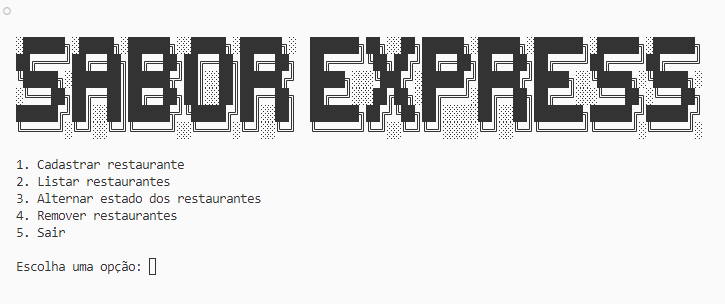 SABOR EXPRESS
1. Cadastrar restaurante
2. Listar restaurantes
3. Alternar estado dos restaurantes
4. Remover restaurantes
5. Sair
Escolha uma opção: